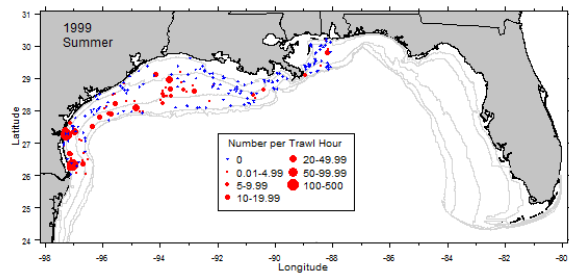 1999
Summer
31
30
29
28
27
26
25
24
Latitude
Number per Trawl Hour
0 20-49.99
0.01-4.99 50-99.99
5-9.99 100-500
10-19.99
-98 -96 -94 -92 -90 -88 -86 -84 -82 -80
Longitude